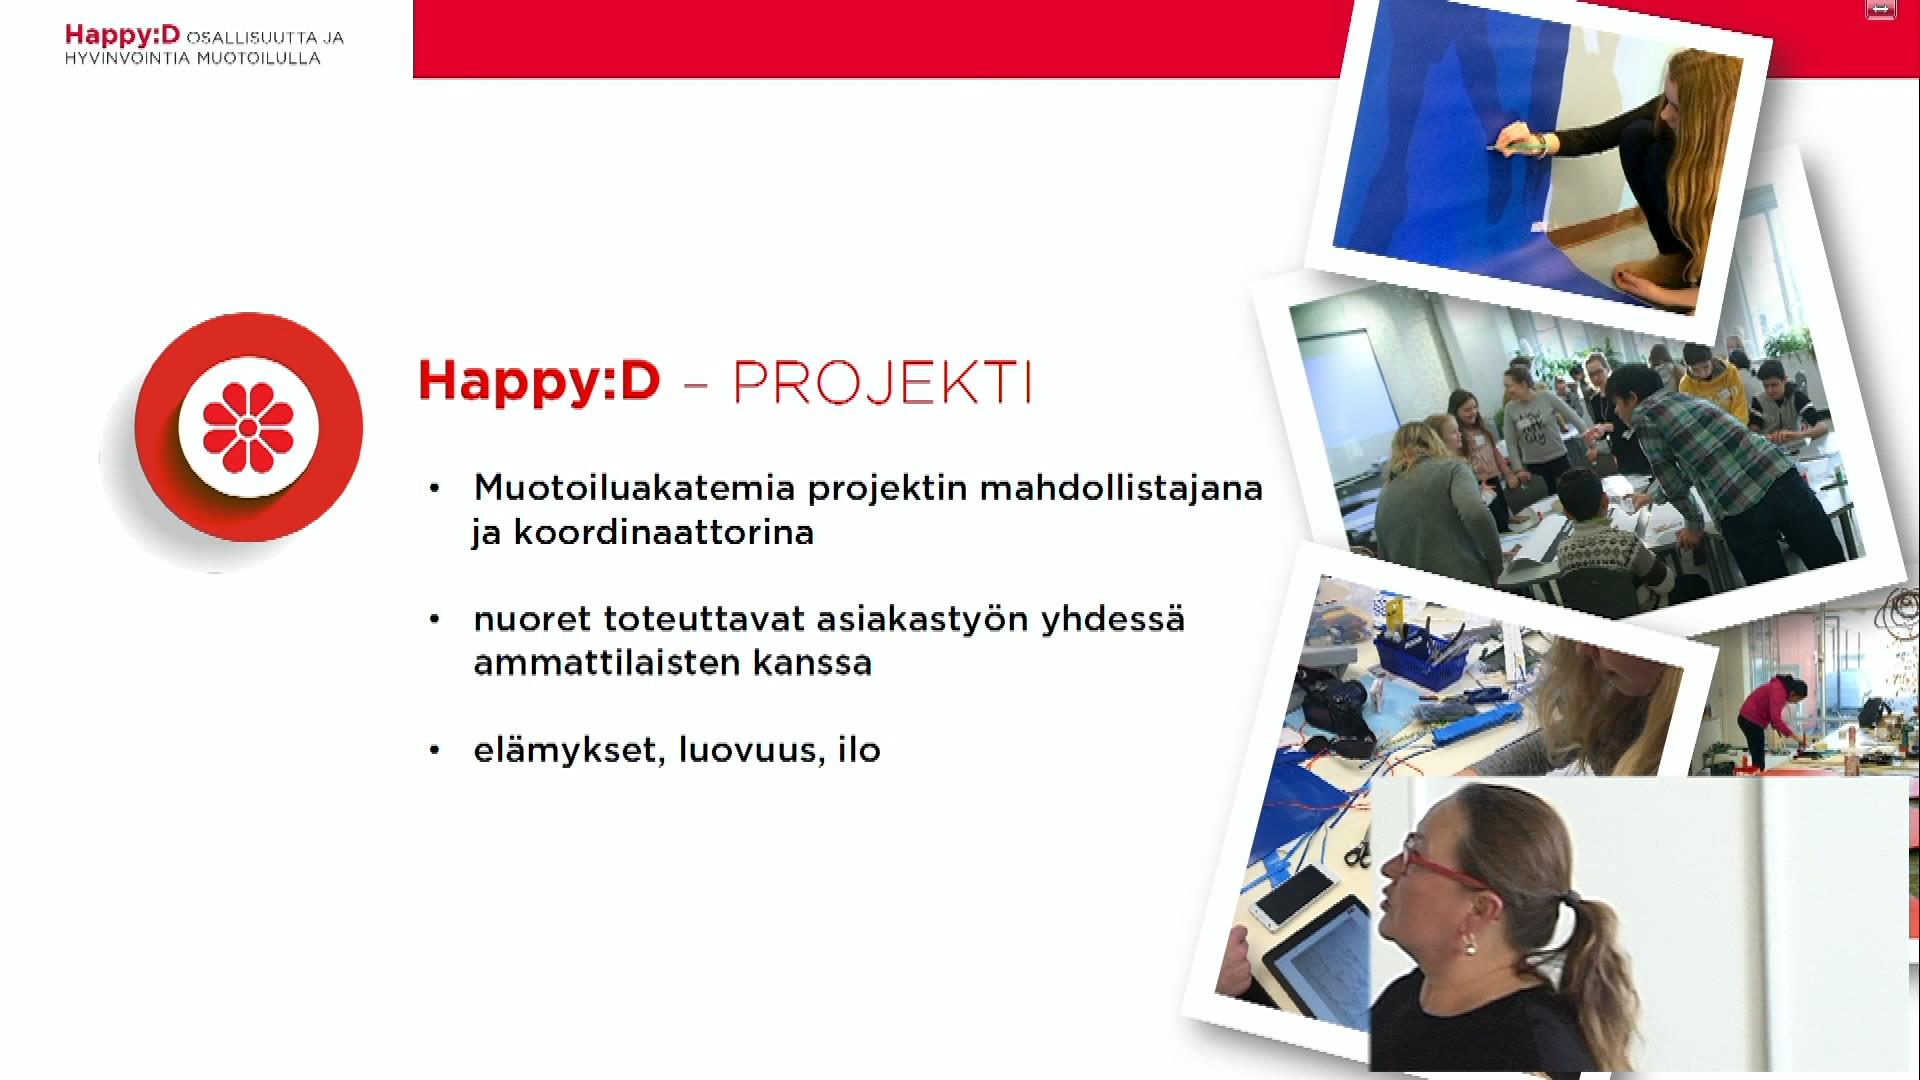 Happy:D OSALLISUUTTA JA
HYVINVOINTIA MUOTOILULLA
Happy:D – PROJEKTI
• Muotoiluakatemia projektin mahdollistajana
ja koordinaattorina
• nuoret toteuttavat asiakastyön yhdessä
ammattilaisten kanssa
• elämykset, luovuus, ilo